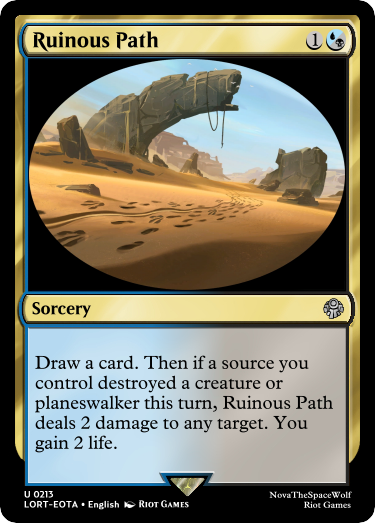 Ruinous Path 1
Sorcery
Draw a card. Then if a source you
control destroyed a creature or
planeswalker this turn, Ruinous Path
deals 2 damage to any target. You
gain 2 life.
U 0213
LORT-EOTA • English RIOT GAMES
NovaTheSpaceWolf
Riot Games